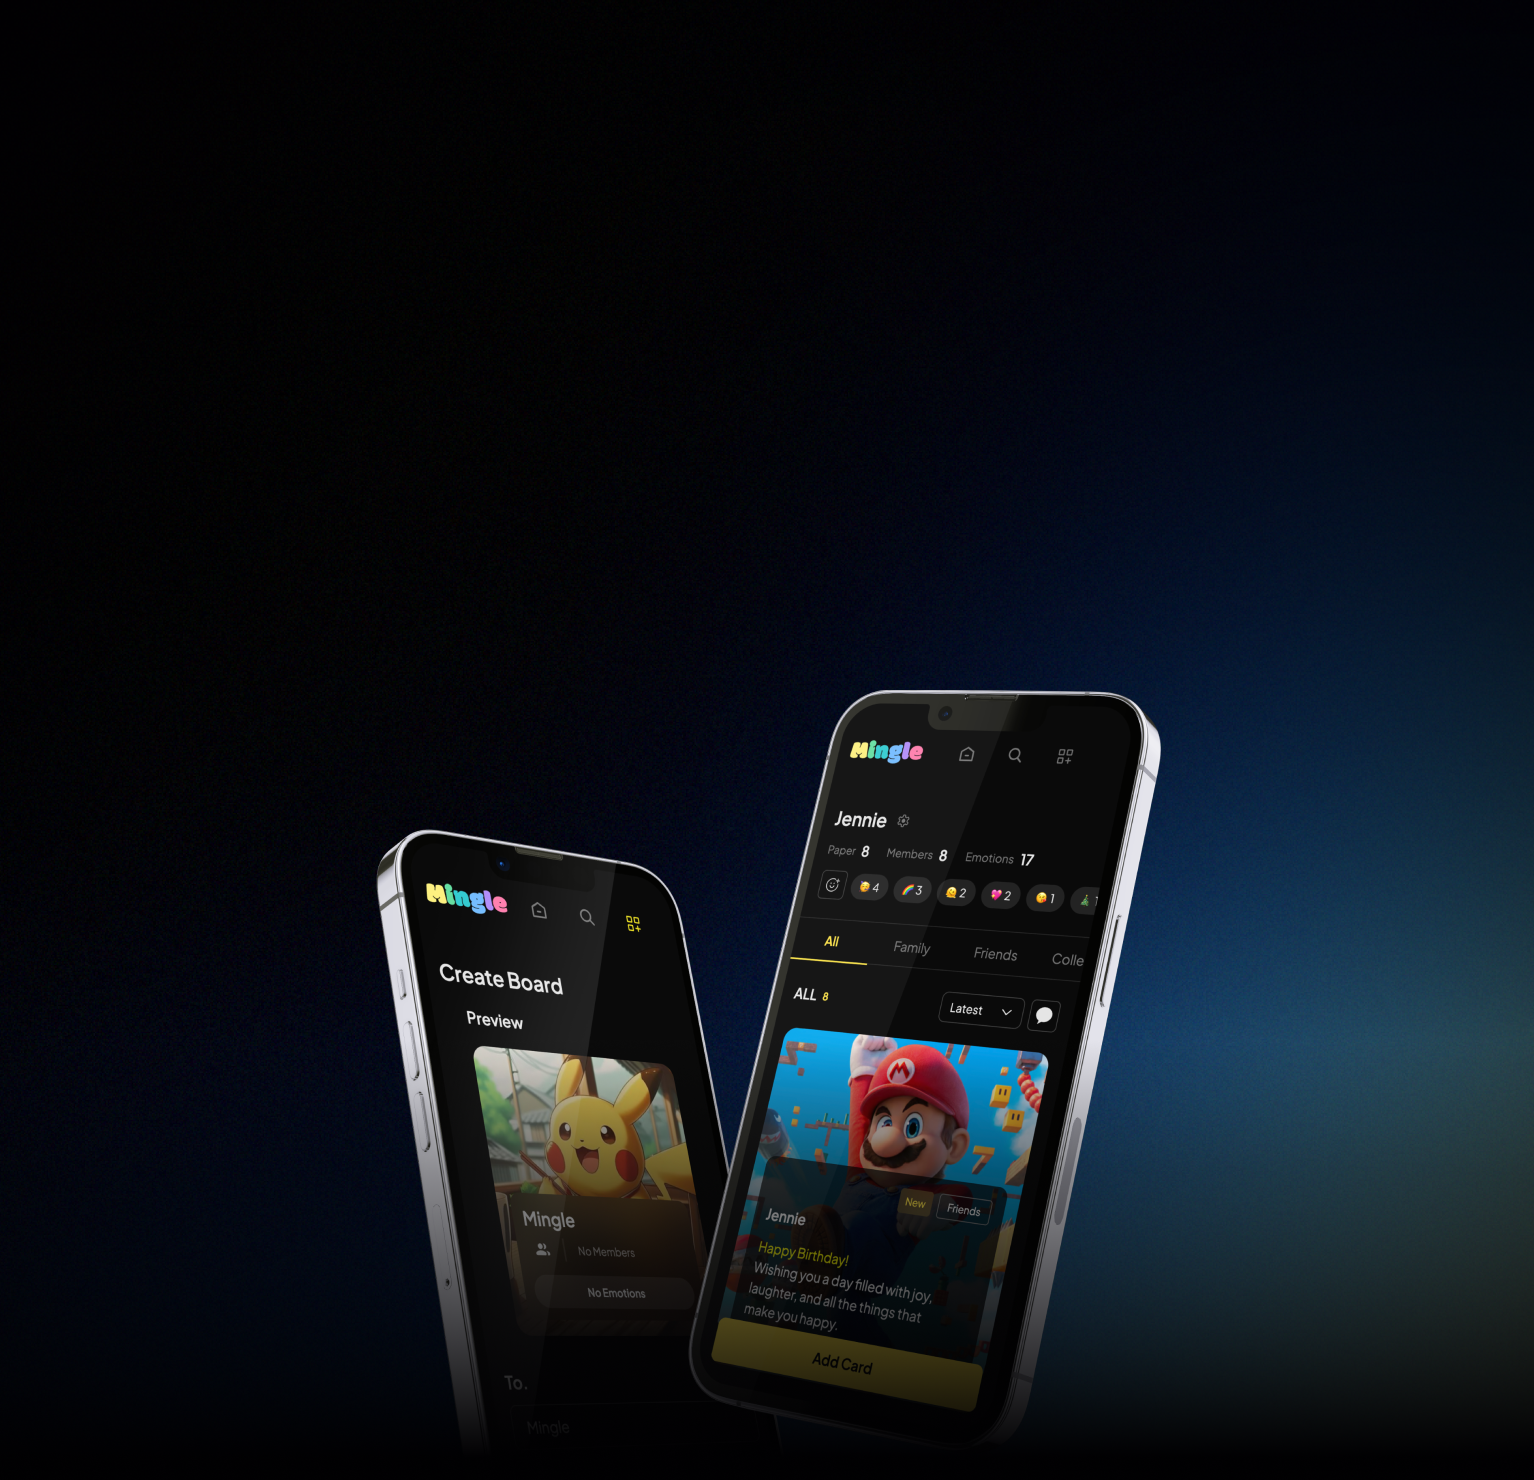 Mingle
Create Board
Preview
Mingle
No Members
No Emotions
To.
Mingle
Mingle
Jennie
Paper 8 Members 8 Emotions 17
4 3 2 2 1
All Family Friends Colle
ALL 8
Latest
M
New Friends
Jennie
Happy Birthday!
Wishing you a day filled with joy,
laughter, and all the things that
make you happy.
Add Card